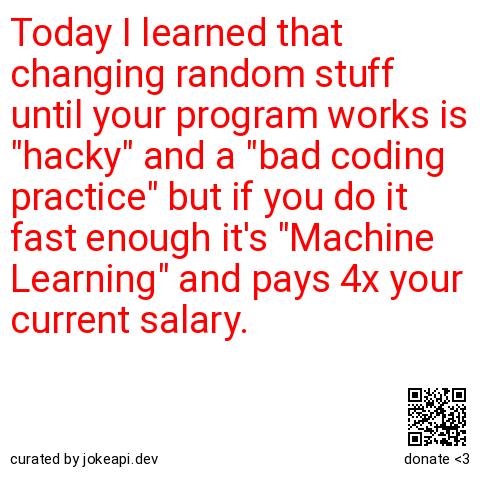 Today I learned that
changing random stuff
until your program works is
"hacky" and a "bad coding
practice" but if you do it
fast enough it's "Machine
Learning" and pays 4x your
current salary.
curated by jokeapi.dev
donate <3